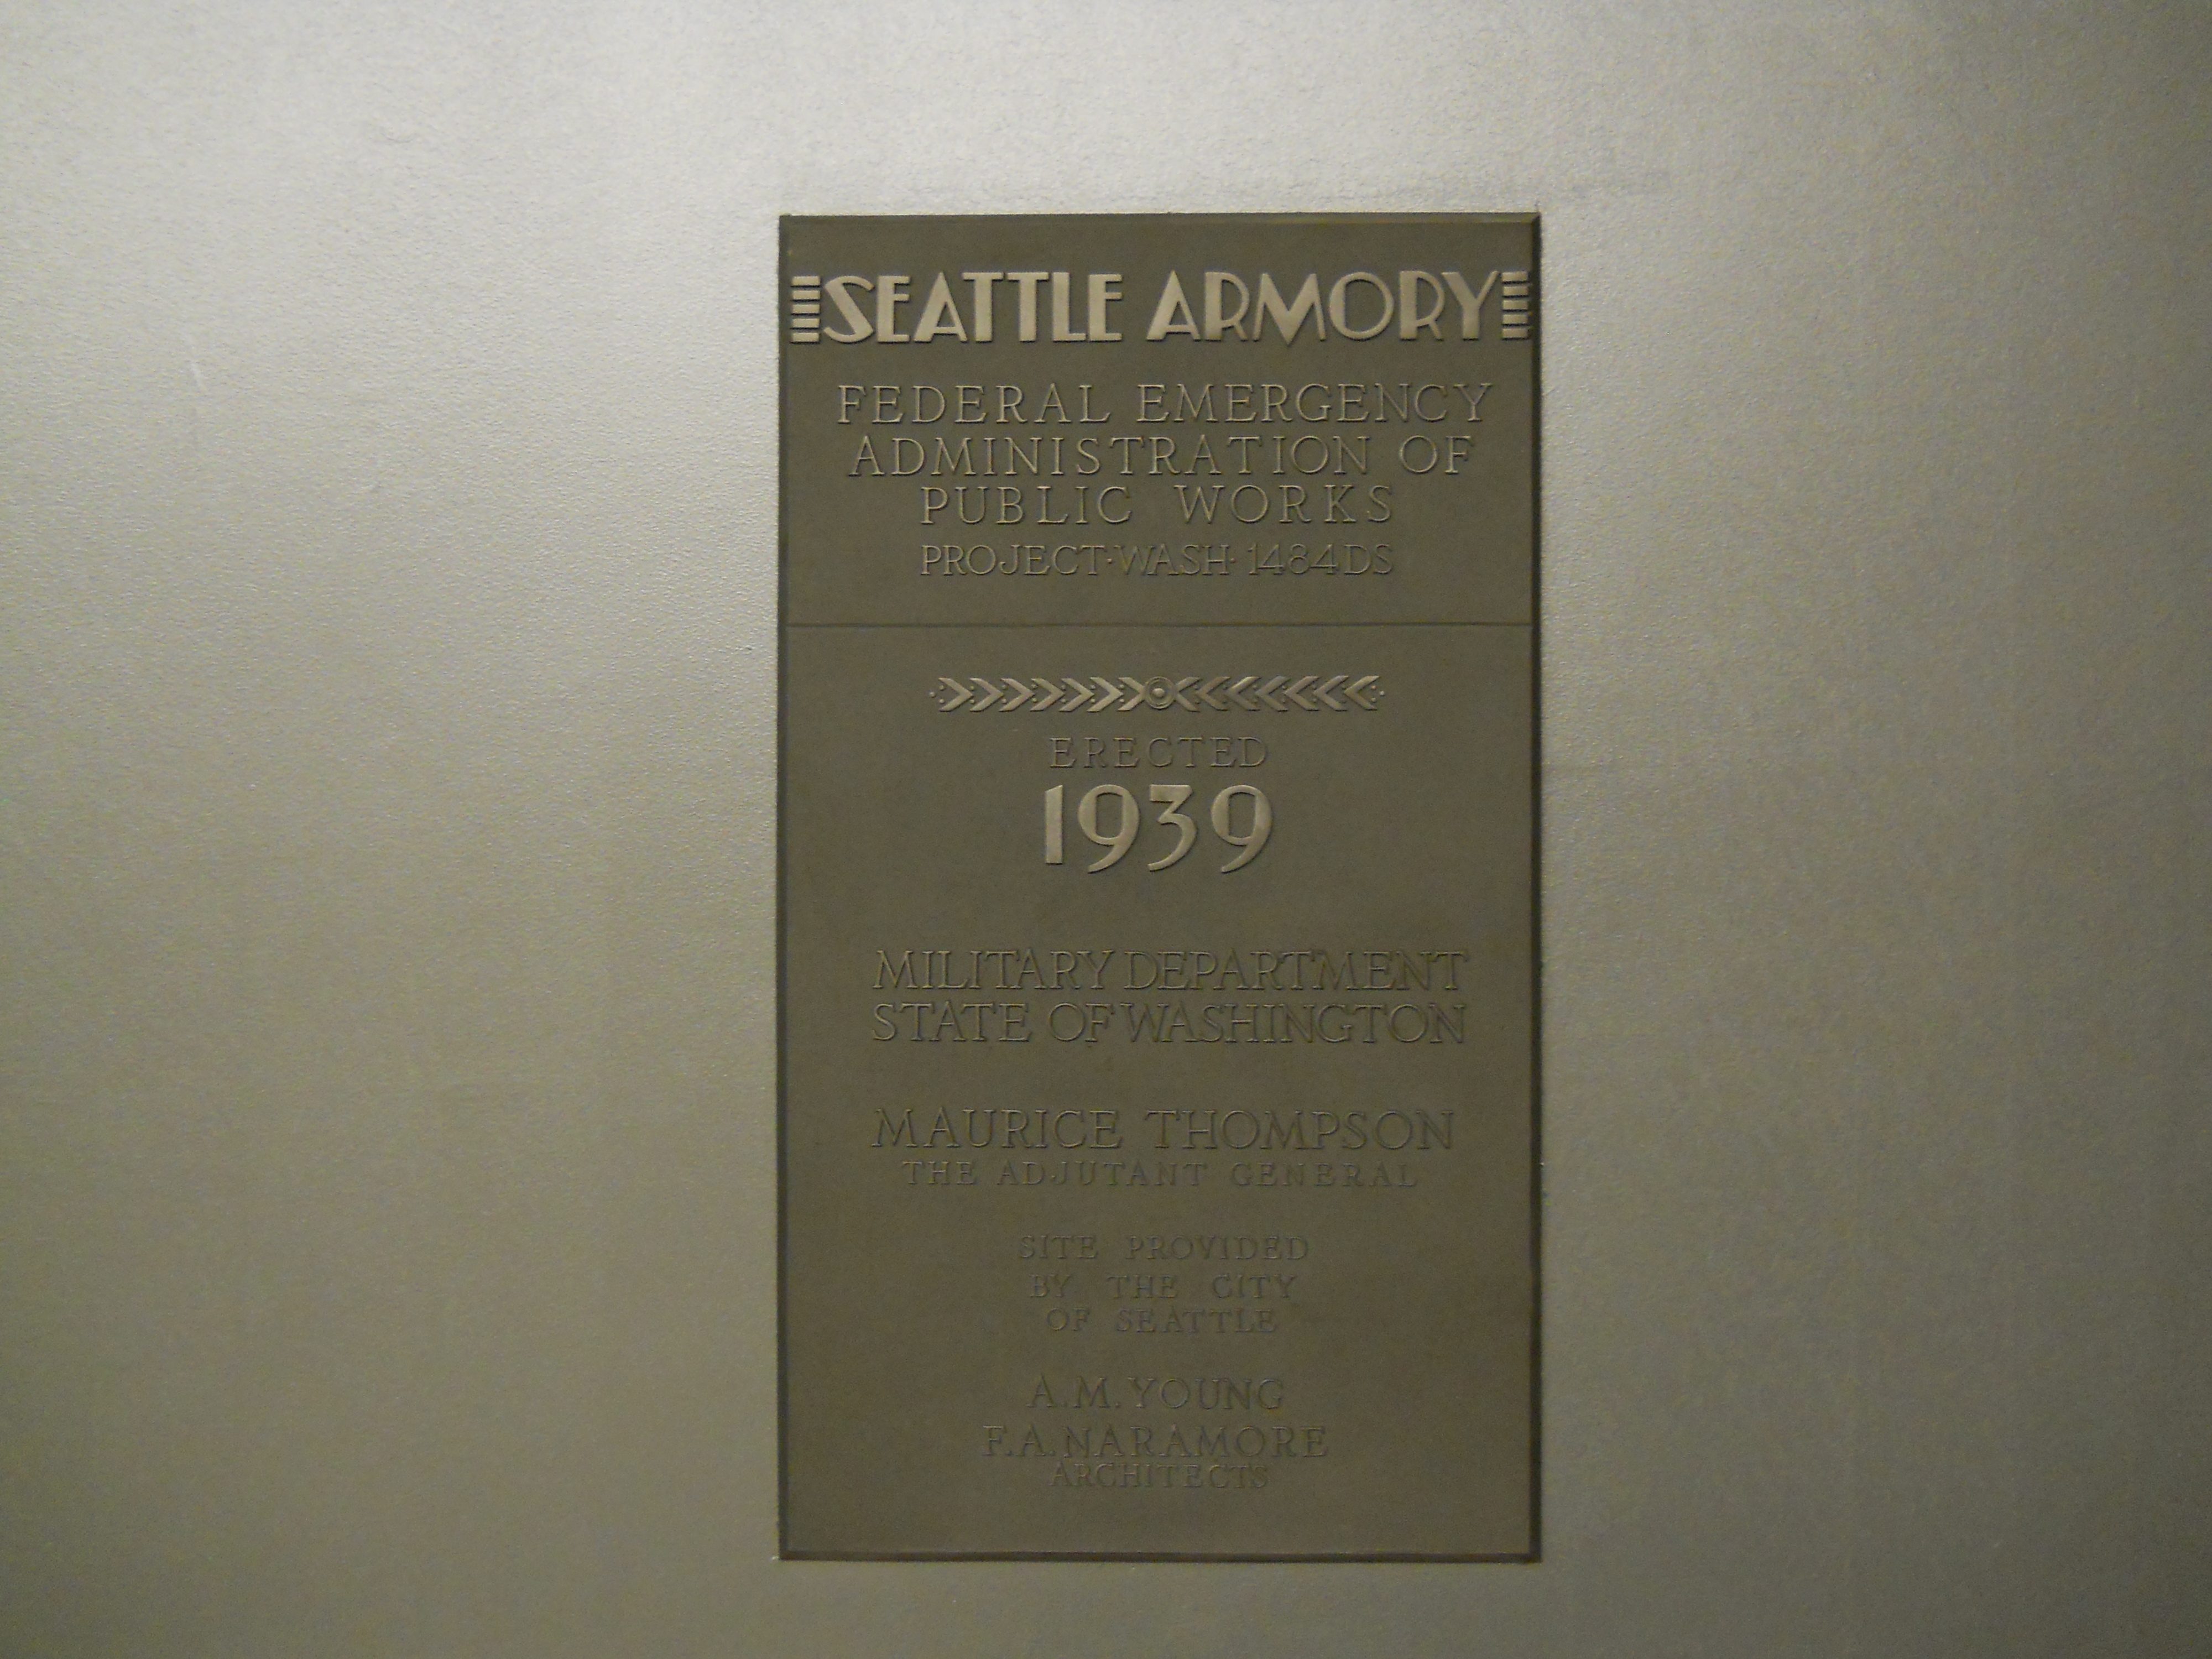 SEATTLE ARMORY
FEDERAL EMERGENCY
ADMINISTRATION OF
PUBLIC WORKS
PROJECT·WASH·1484DS
ERECTED
1939
MILITARY DEPARTMENT
STATE OF WASHINGTON
MAURICE THOMPSON
THE ADJUTANT GENERAL
SITE PROVIDED
BY THE CITY
OF SEATTLE
A.M. YOUNG
F.A. NARAMORE
ARCHITECTS